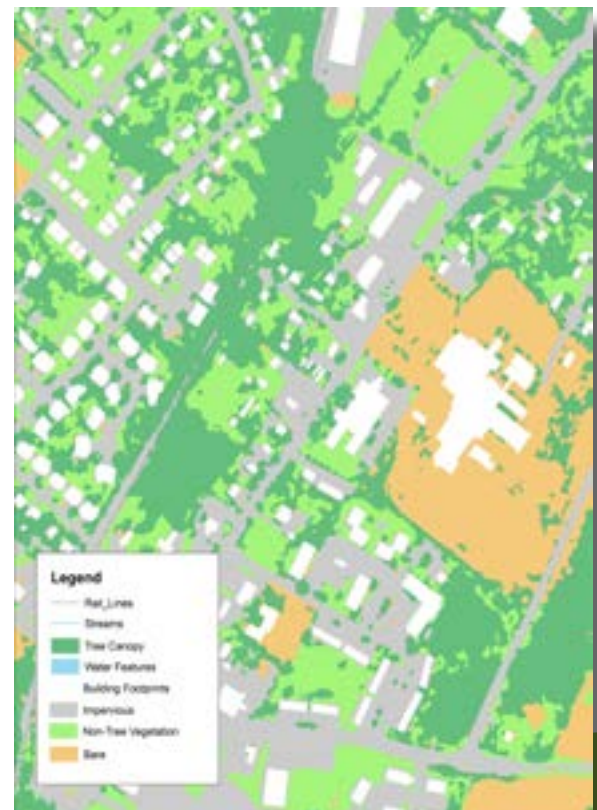 Legend
Rail_Lines
Streams
Tree Canopy
Water Features
Building Footprints
Impervious
Non-Tree Vegetation
Bare